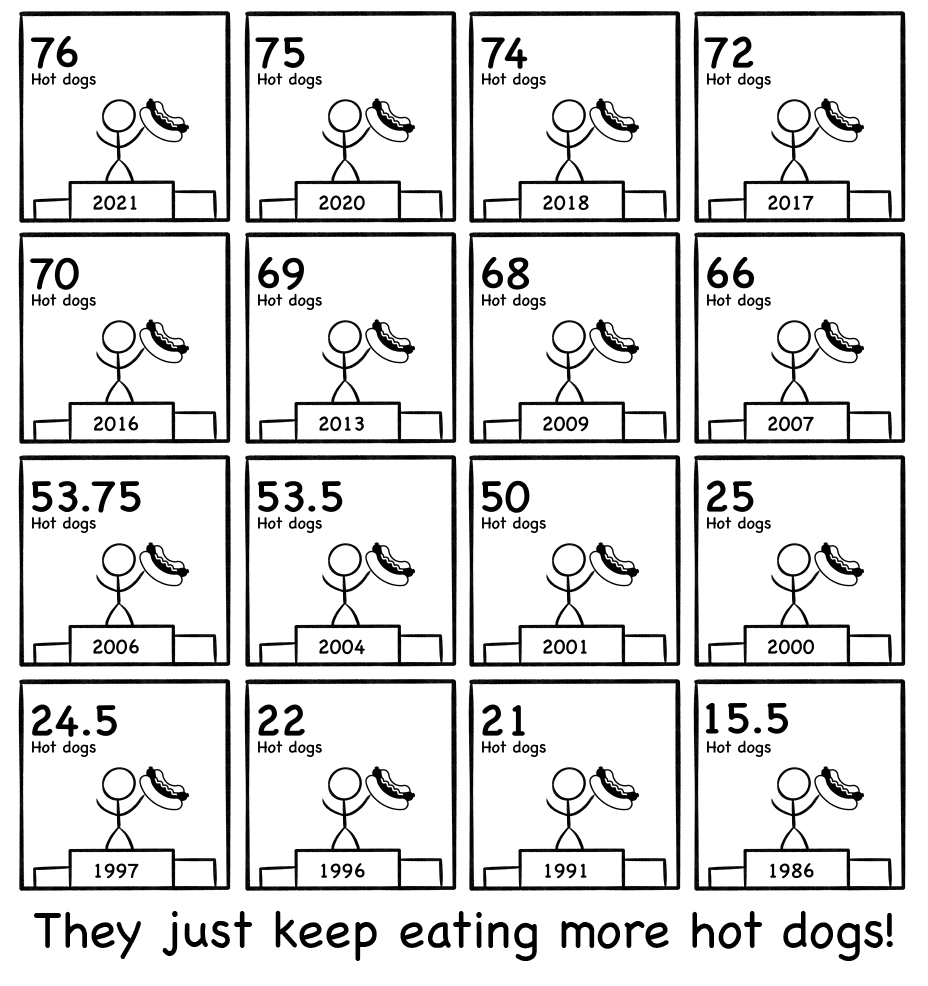 76
Hot dogs
2021
75
Hot dogs
2020
74
Hot dogs
2018
72
Hot dogs
2017
70
Hot dogs
2016
69
Hot dogs
2013
68
Hot dogs
2009
66
Hot dogs
2007
53.75
Hot dogs
2006
53.5
Hot dogs
2004
50
Hot dogs
2001
25
Hot dogs
2000
24.5
Hot dogs
1997
22
Hot dogs
1996
21
Hot dogs
1991
15.5
Hot dogs
1986
They just keep eating more hot dogs!